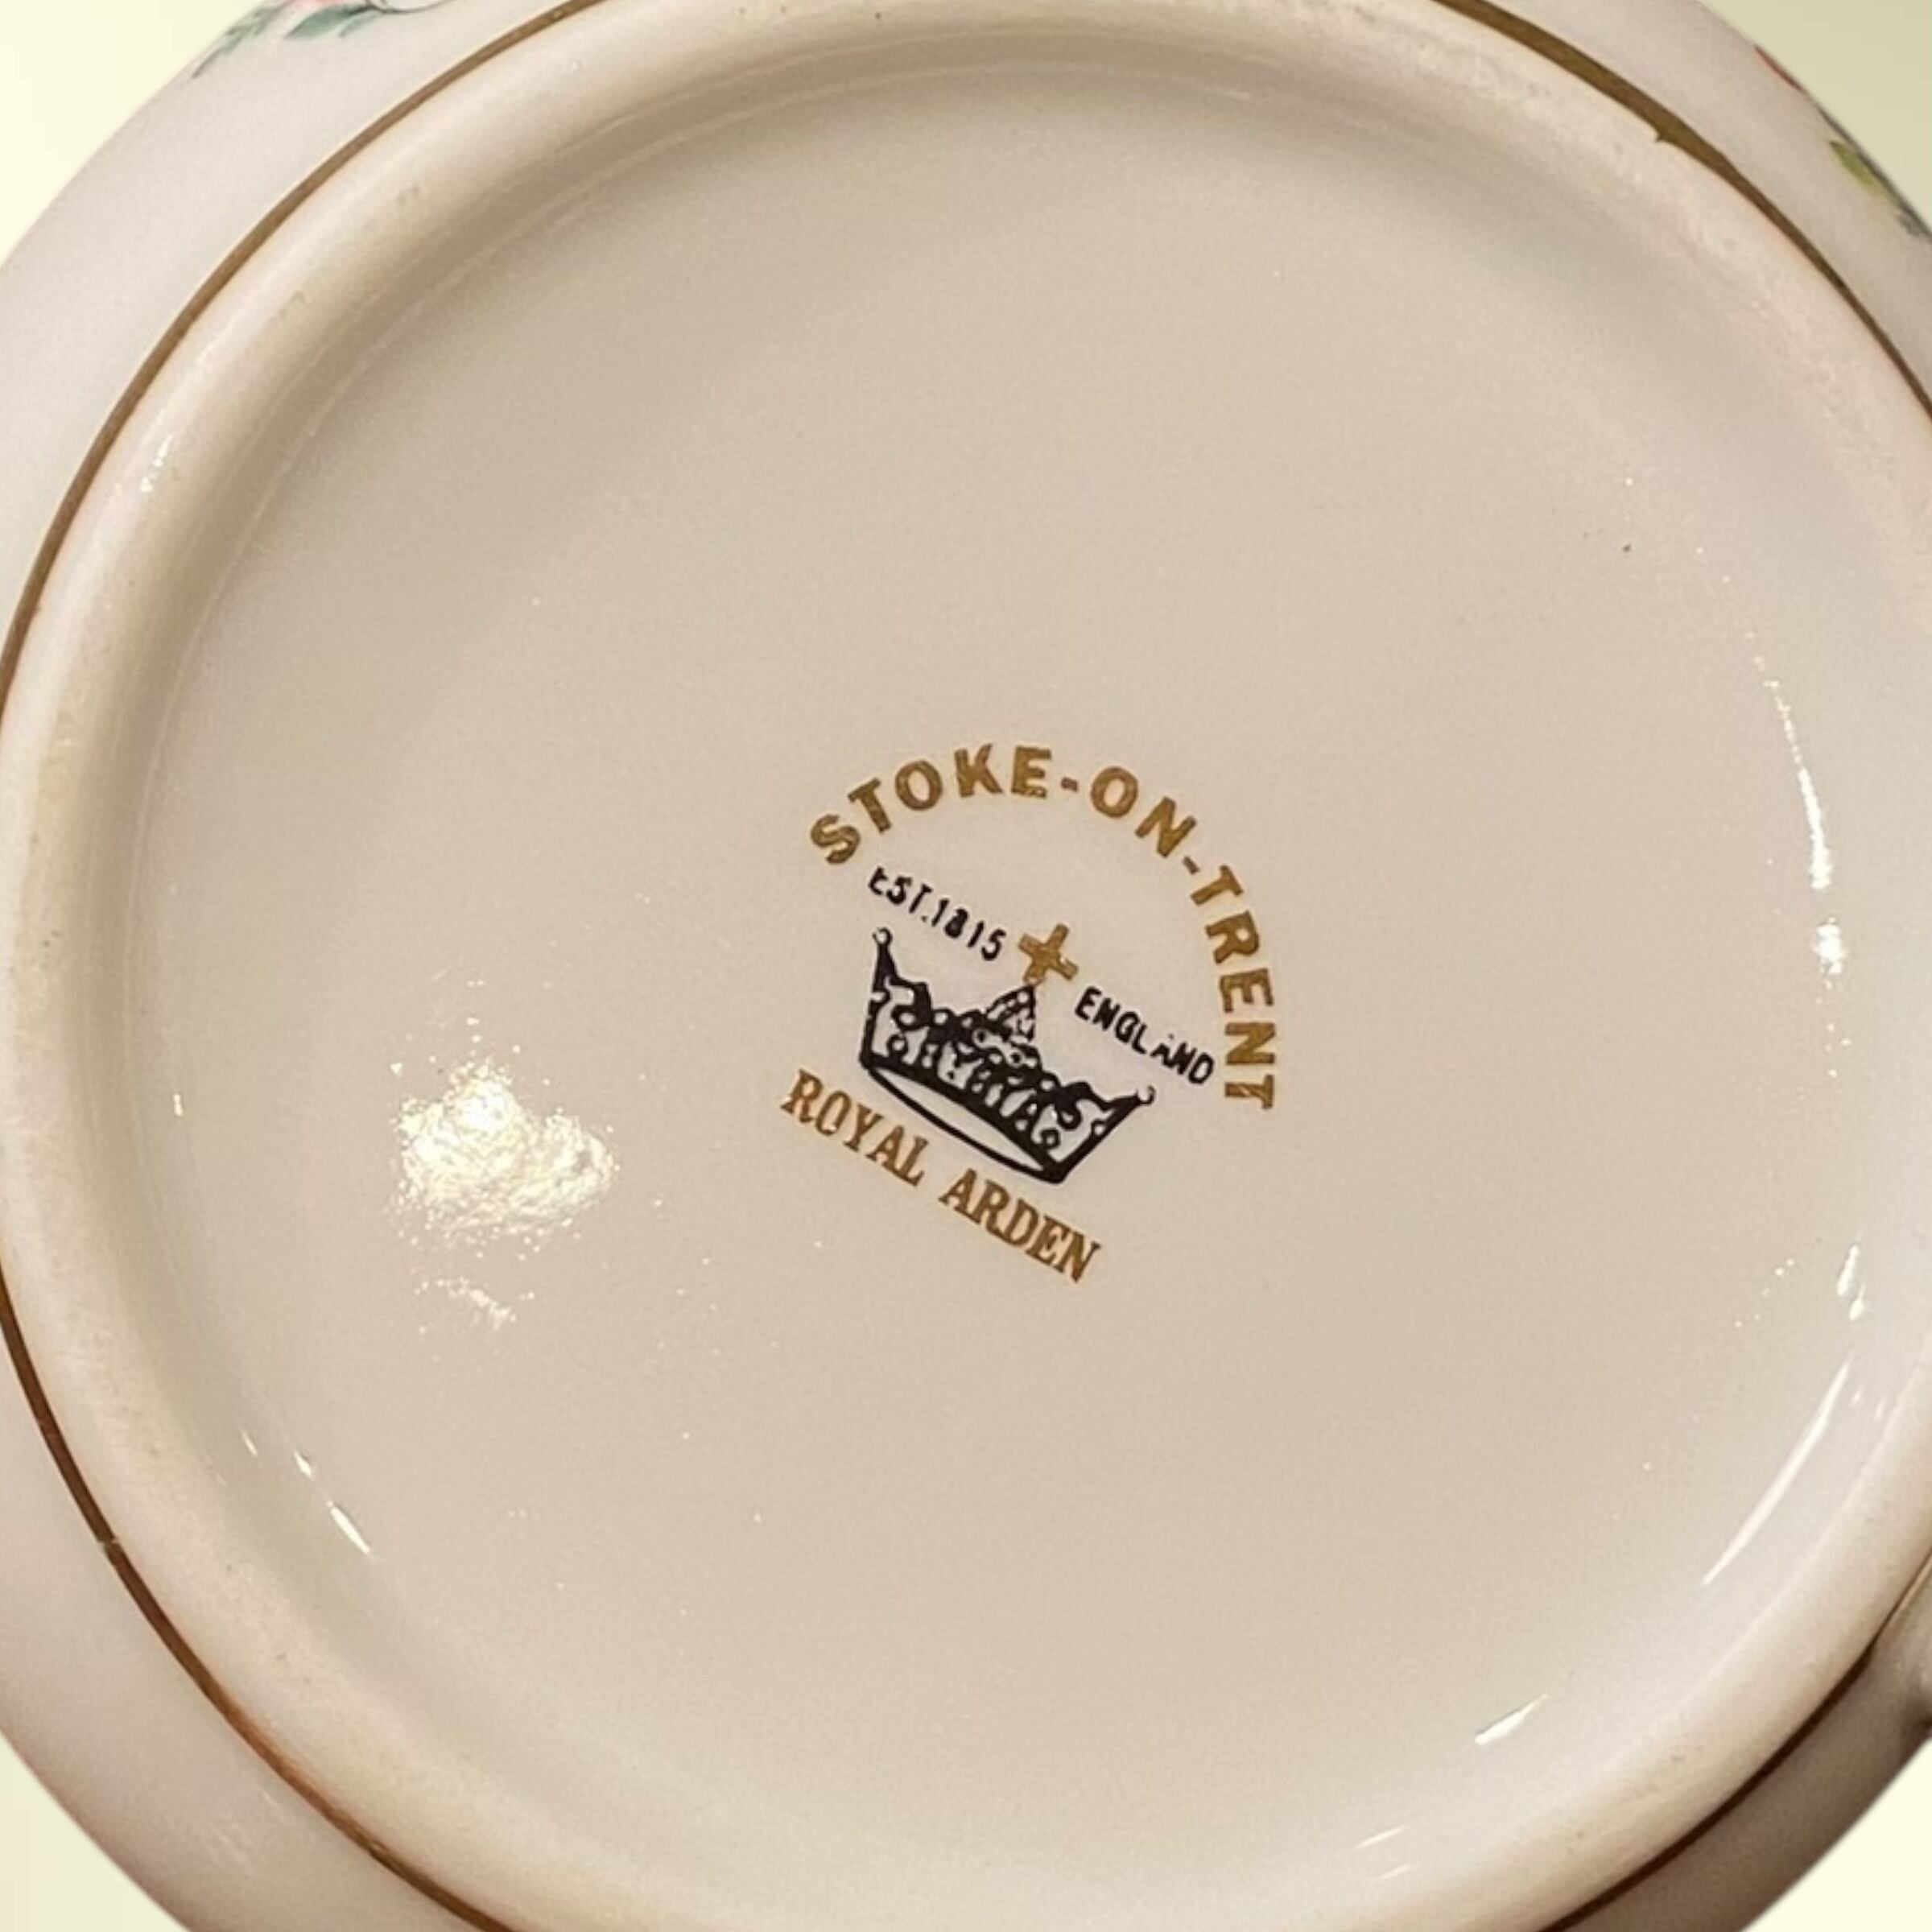 STOKE-ON-TRENT
EST.1815
ENGLAND
ROYAL ARDEN